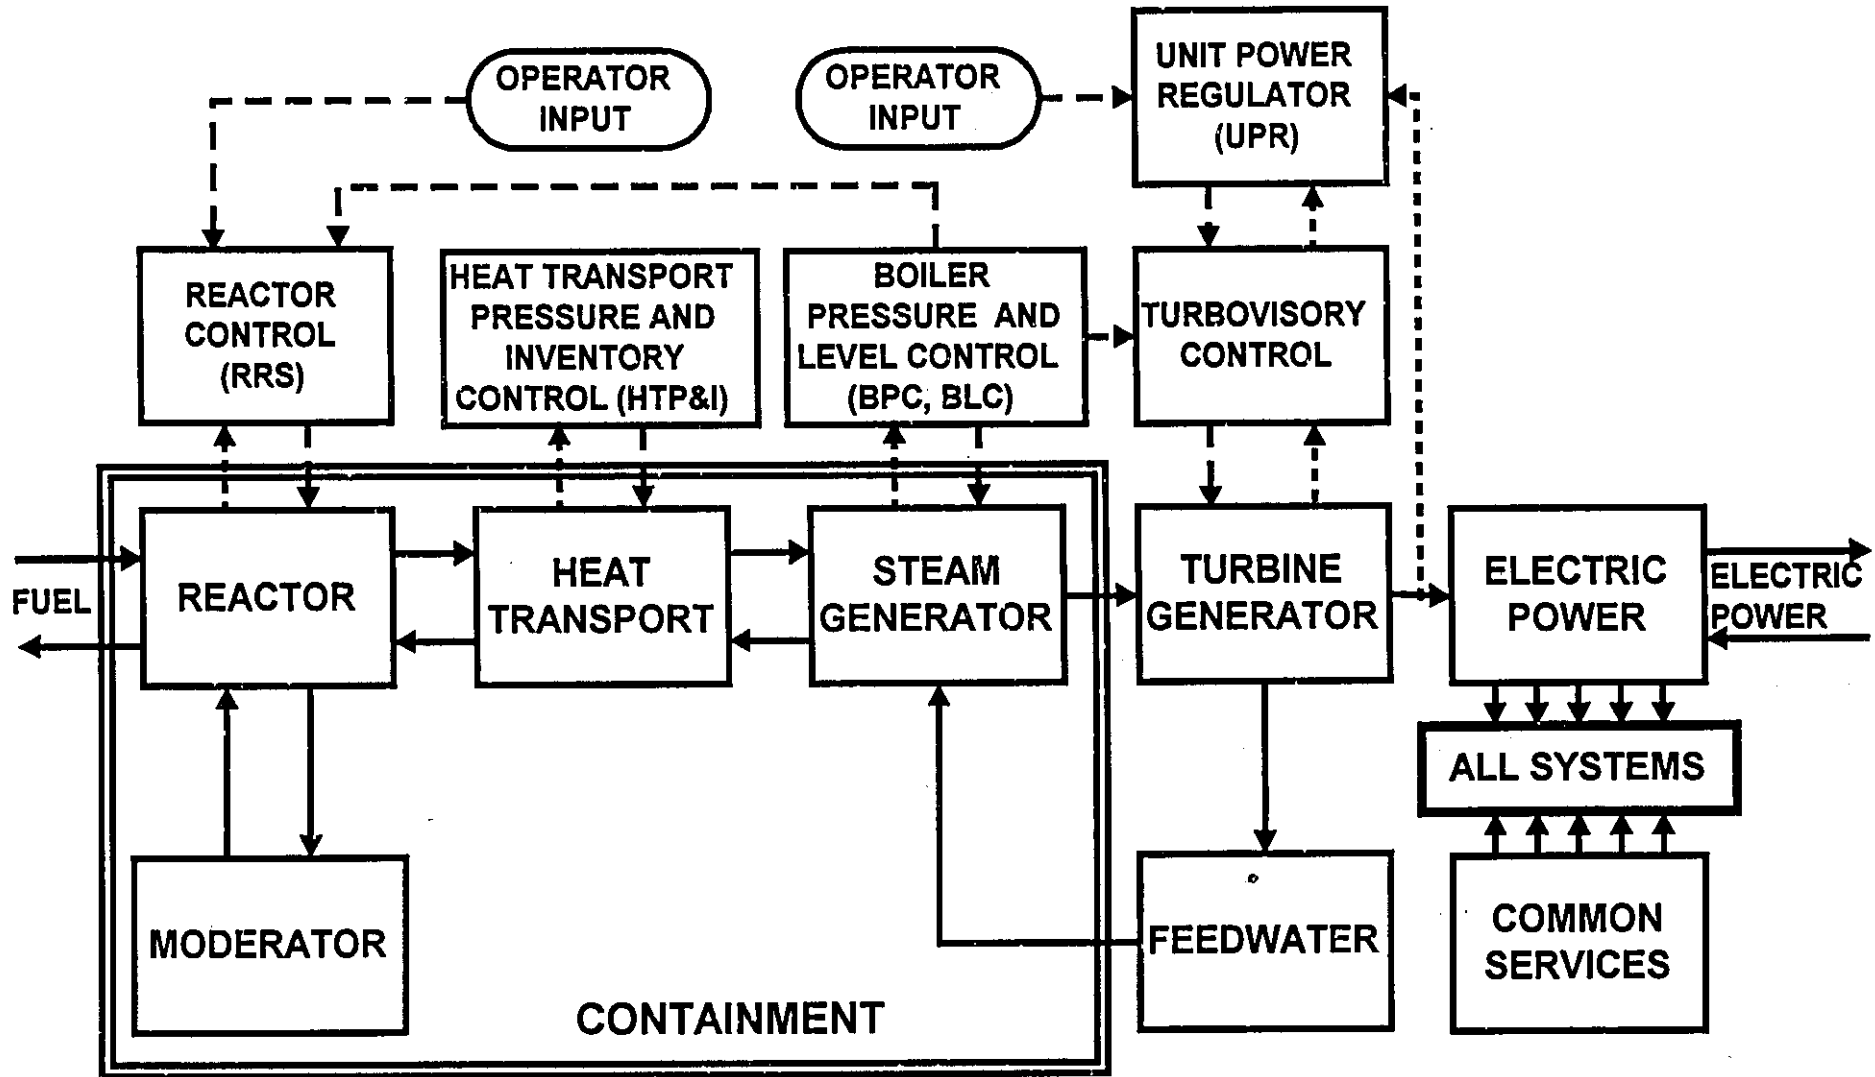 OPERATOR
INPUT
OPERATOR
INPUT
UNIT POWER
REGULATOR
(UPR)
REACTOR
CONTROL
(RRS)
HEAT TRANSPORT
PRESSURE AND
INVENTORY
CONTROL (HTP&I)
BOILER
PRESSURE AND
LEVEL CONTROL
(BPC, BLC)
TURBOVISORY
CONTROL
FUEL
REACTOR
HEAT
TRANSPORT
STEAM
GENERATOR
TURBINE
GENERATOR
ELECTRIC
POWER
ELECTRIC
POWER
ALL SYSTEMS
MODERATOR
FEEDWATER
COMMON
SERVICES
CONTAINMENT